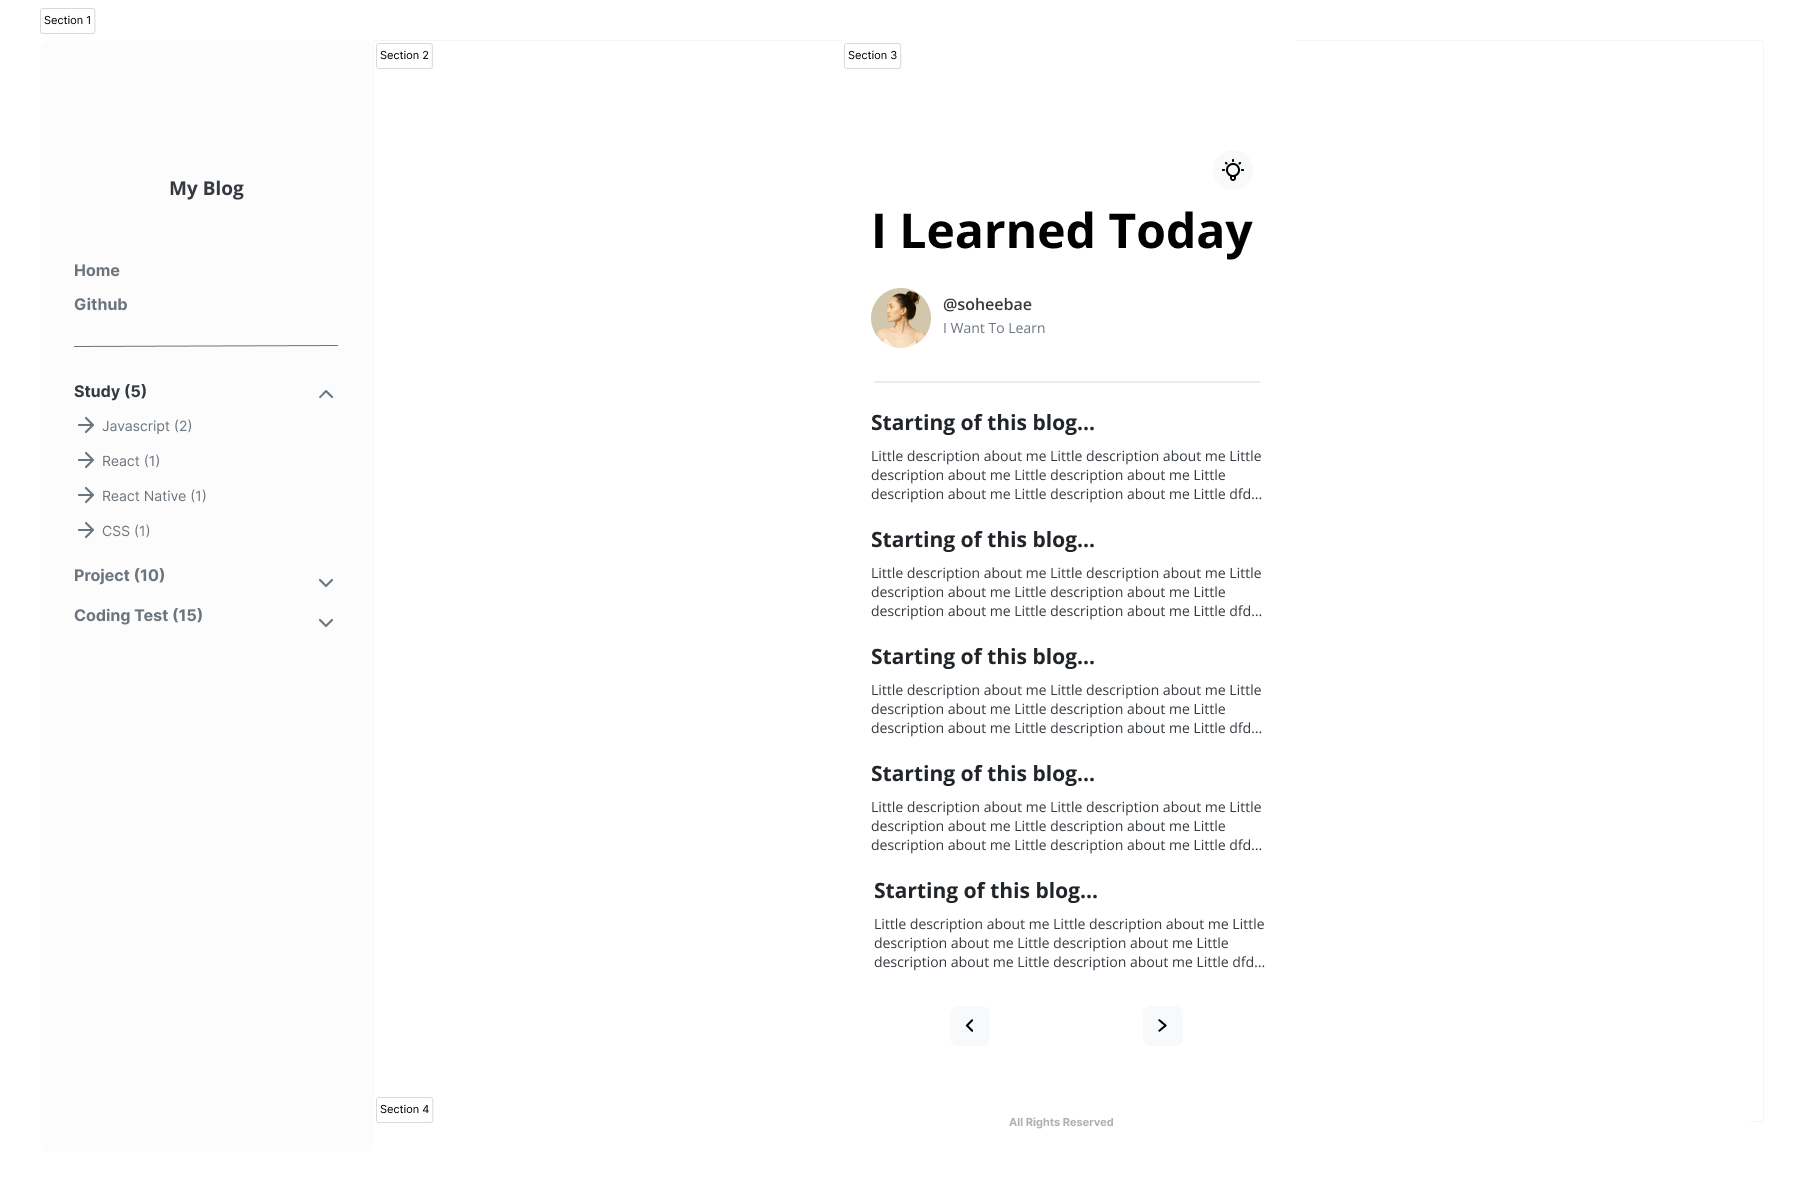 Section 1
Section 2
Section 3
My Blog
Home
Github
Study (5)
Javascript (2)
React (1)
React Native (1)
CSS (1)
Project (10)
Coding Test (15)
I Learned Today
@soheebae
I Want To Learn
Starting of this blog...
Little description about me Little description about me Little
description about me Little description about me Little
description about me Little description about me Little dfd...
Starting of this blog...
Little description about me Little description about me Little
description about me Little description about me Little
description about me Little description about me Little dfd...
Starting of this blog...
Little description about me Little description about me Little
description about me Little description about me Little
description about me Little description about me Little dfd...
Starting of this blog...
Little description about me Little description about me Little
description about me Little description about me Little
description about me Little description about me Little dfd...
Starting of this blog...
Little description about me Little description about me Little
description about me Little description about me Little
description about me Little description about me Little dfd...
Section 4
All Rights Reserved